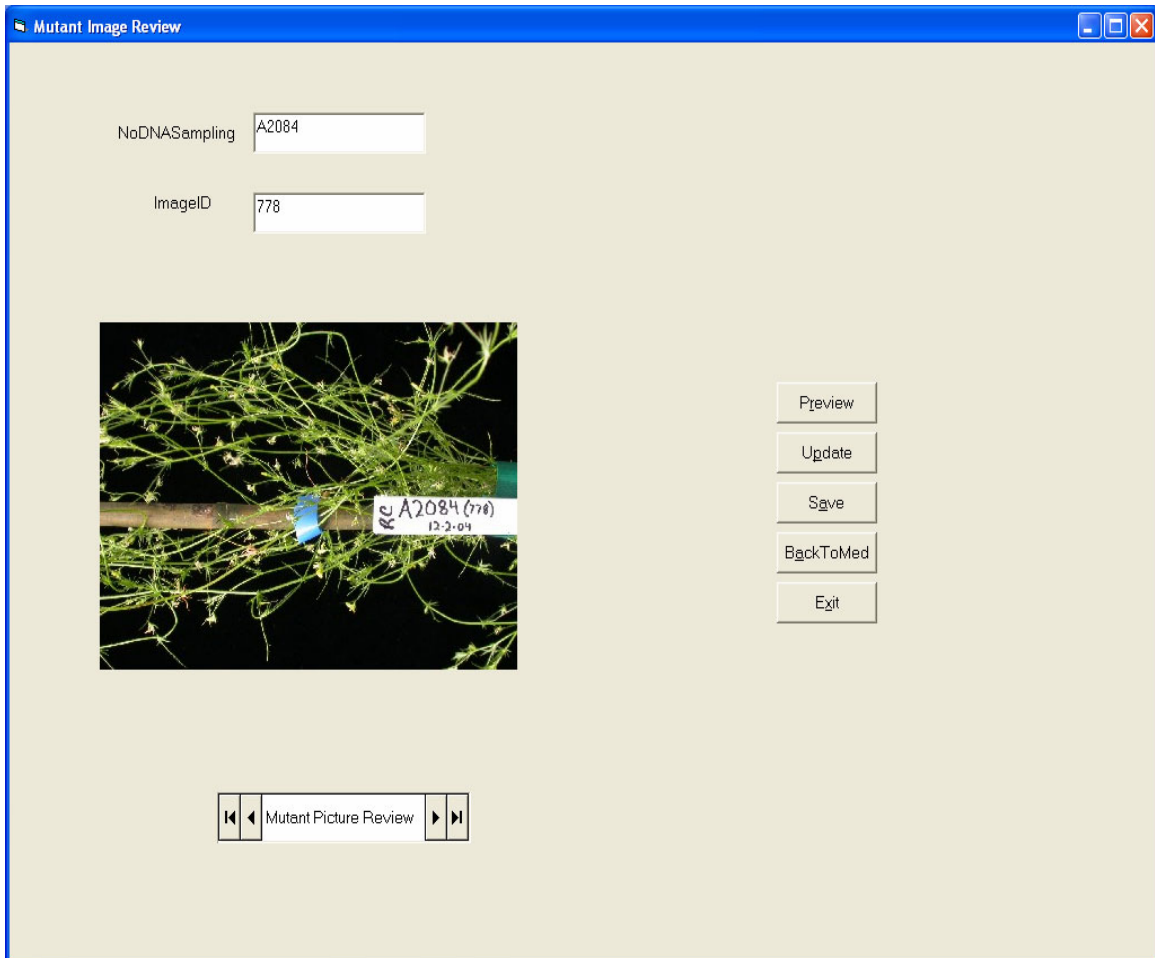 Mutant Image Review
NoDNASampling A2084
ImageID 778
RC A2084 (778)
12-2-04
Preview
Update
Save
BackToMed
Exit
Mutant Picture Review